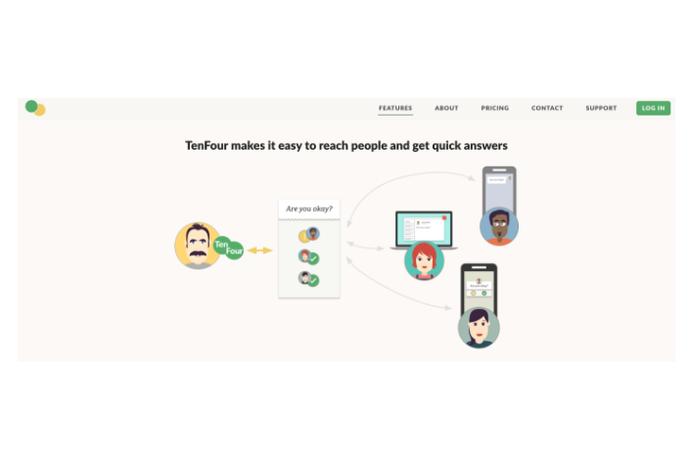 FEATURES ABOUT PRICING CONTACT SUPPORT LOG IN
TenFour makes it easy to reach people and get quick answers
Are you okay?
Ten
Four